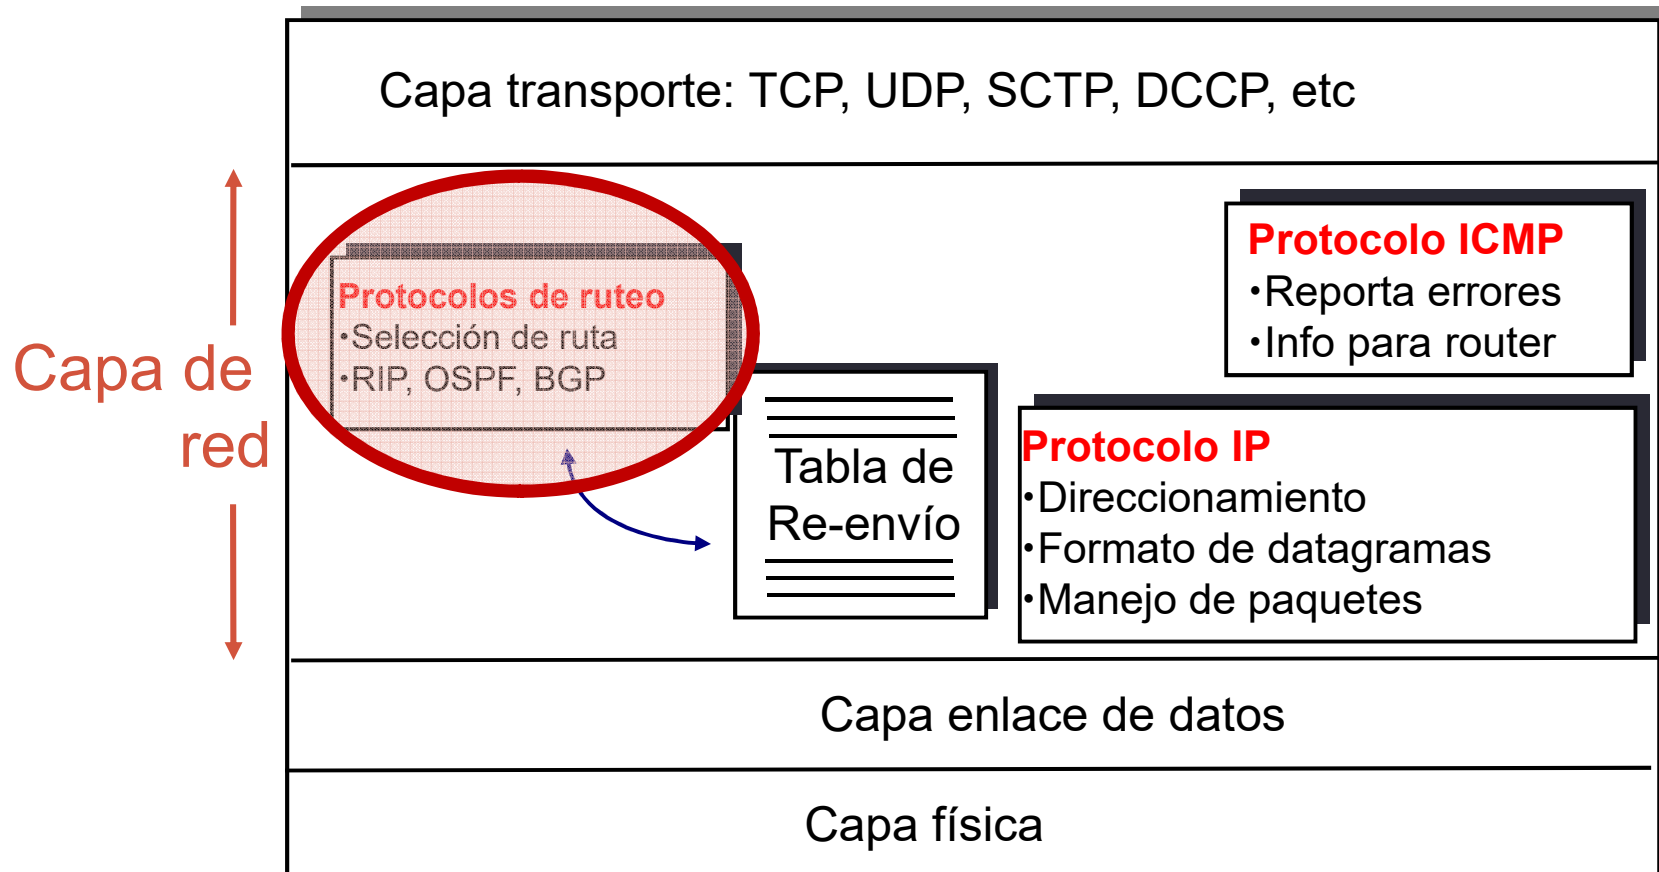 Capa transporte: TCP, UDP, SCTP, DCCP, etc
Capa de
red
Protocolos de ruteo
•Selección de ruta
•RIP, OSPF, BGP
Tabla de
Re-envío
Protocolo ICMP
•Reporta errores
•Info para router
Protocolo IP
•Direccionamiento
•Formato de datagramas
•Manejo de paquetes
Capa enlace de datos
Capa física